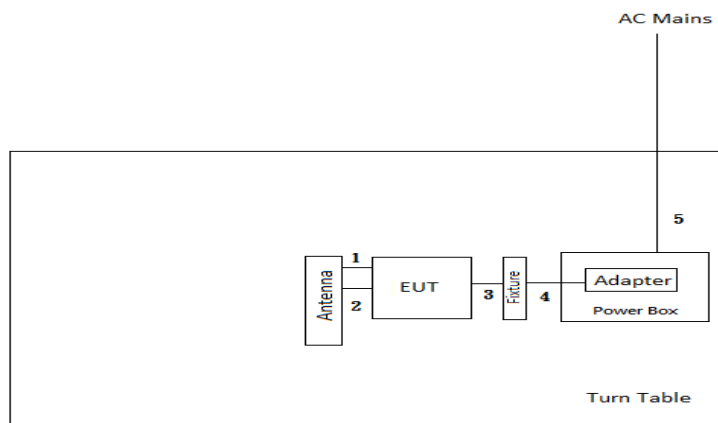 AC Mains
5
1
Antenna
EUT
2
3
Fixture
4
Adapter
Power Box
Turn Table